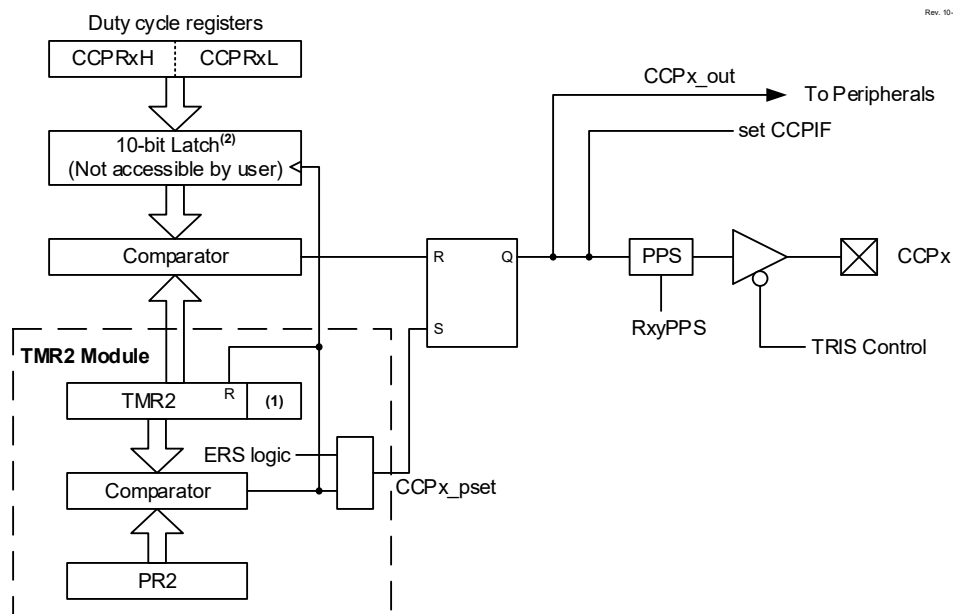 Rev. 10-
Duty cycle registers
CCPRxH CCPRxL
CCPx_out
To Peripherals
set CCPIF
10-bit Latch(2)
(Not accessible by user)
Comparator
R Q
PPS
CCPx
RxyPPS
S
TRIS Control
TMR2 Module
TMR2 R (1)
ERS logic
CCPx_pset
Comparator
PR2